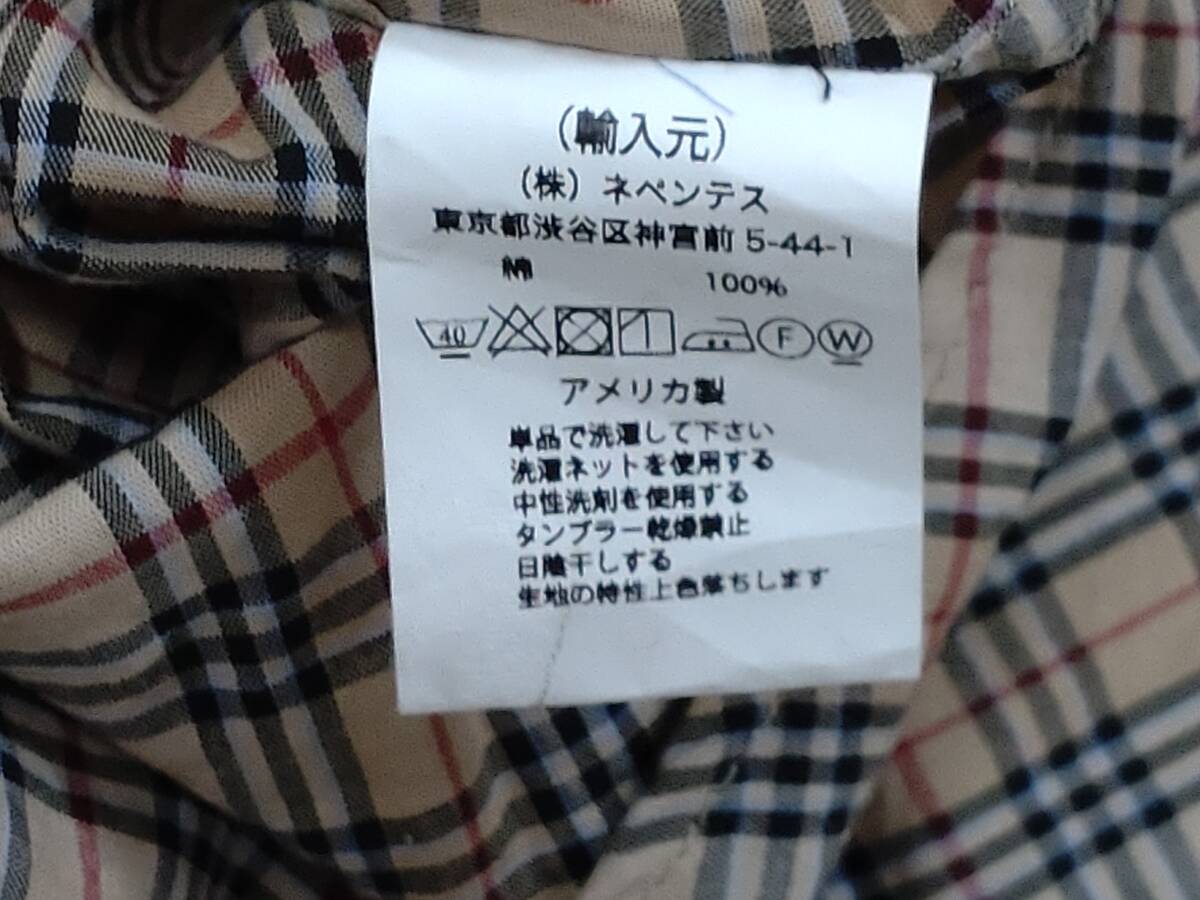 (輸入元)
(株) ネペンテス
東京都渋谷区神宮前 5-44-1
綿 100%
40 F W
アメリカ製
単品で洗濯して下さい
洗濯ネットを使用する
中性洗剤を使用する
タンブラー乾燥禁止
日陰干しする
生地の特性上色落ちします